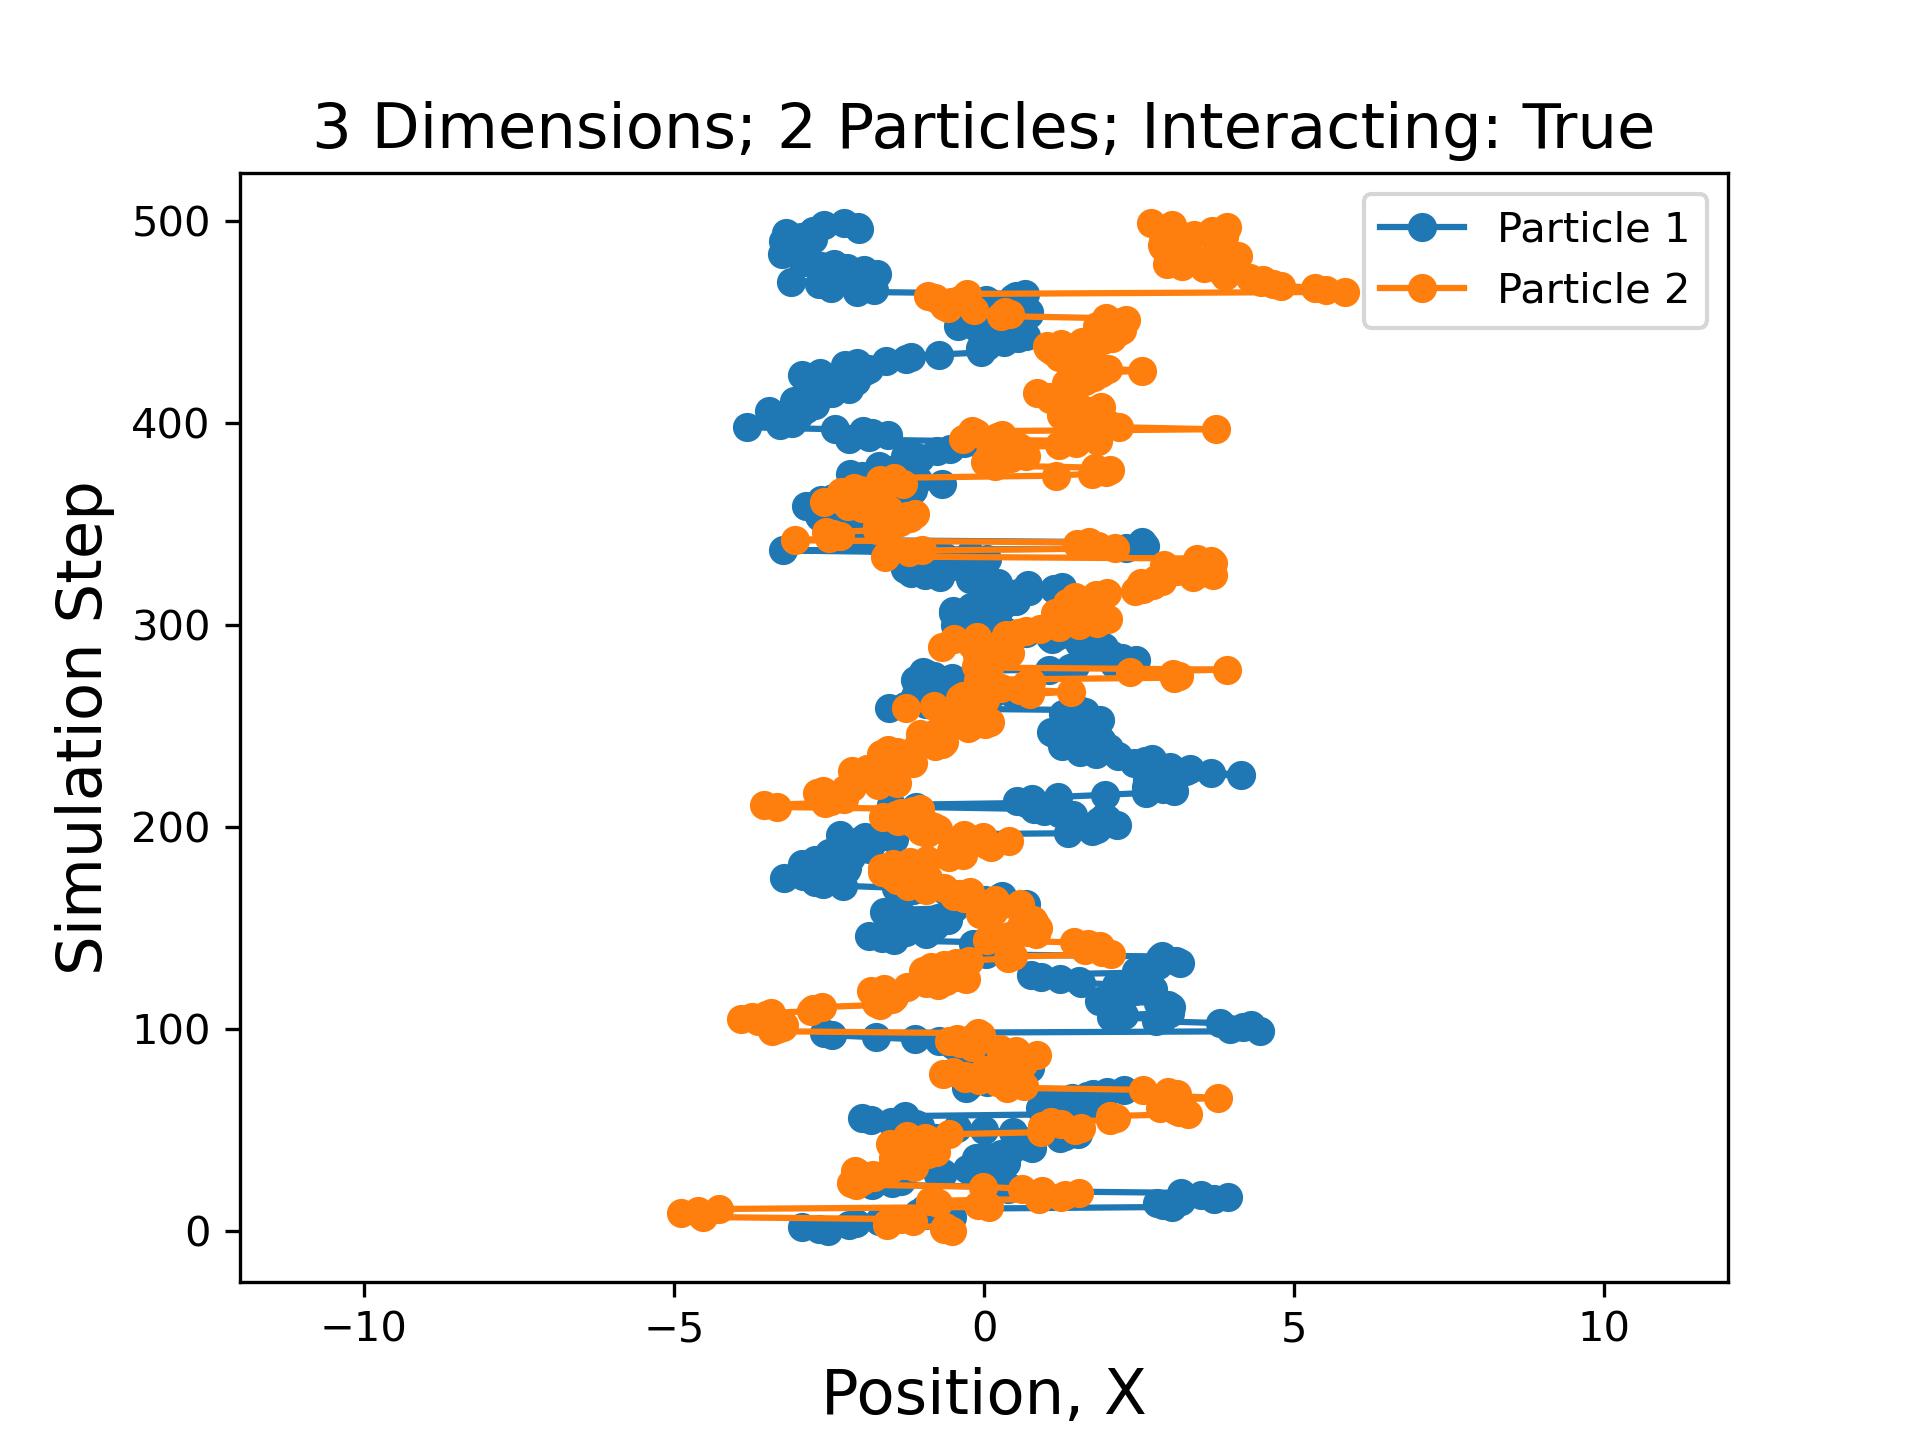 3 Dimensions; 2 Particles; Interacting: True
Particle 1
Particle 2
500
400
300
200
100
0
Simulation Step
−10
−5
0
5
10
Position, X